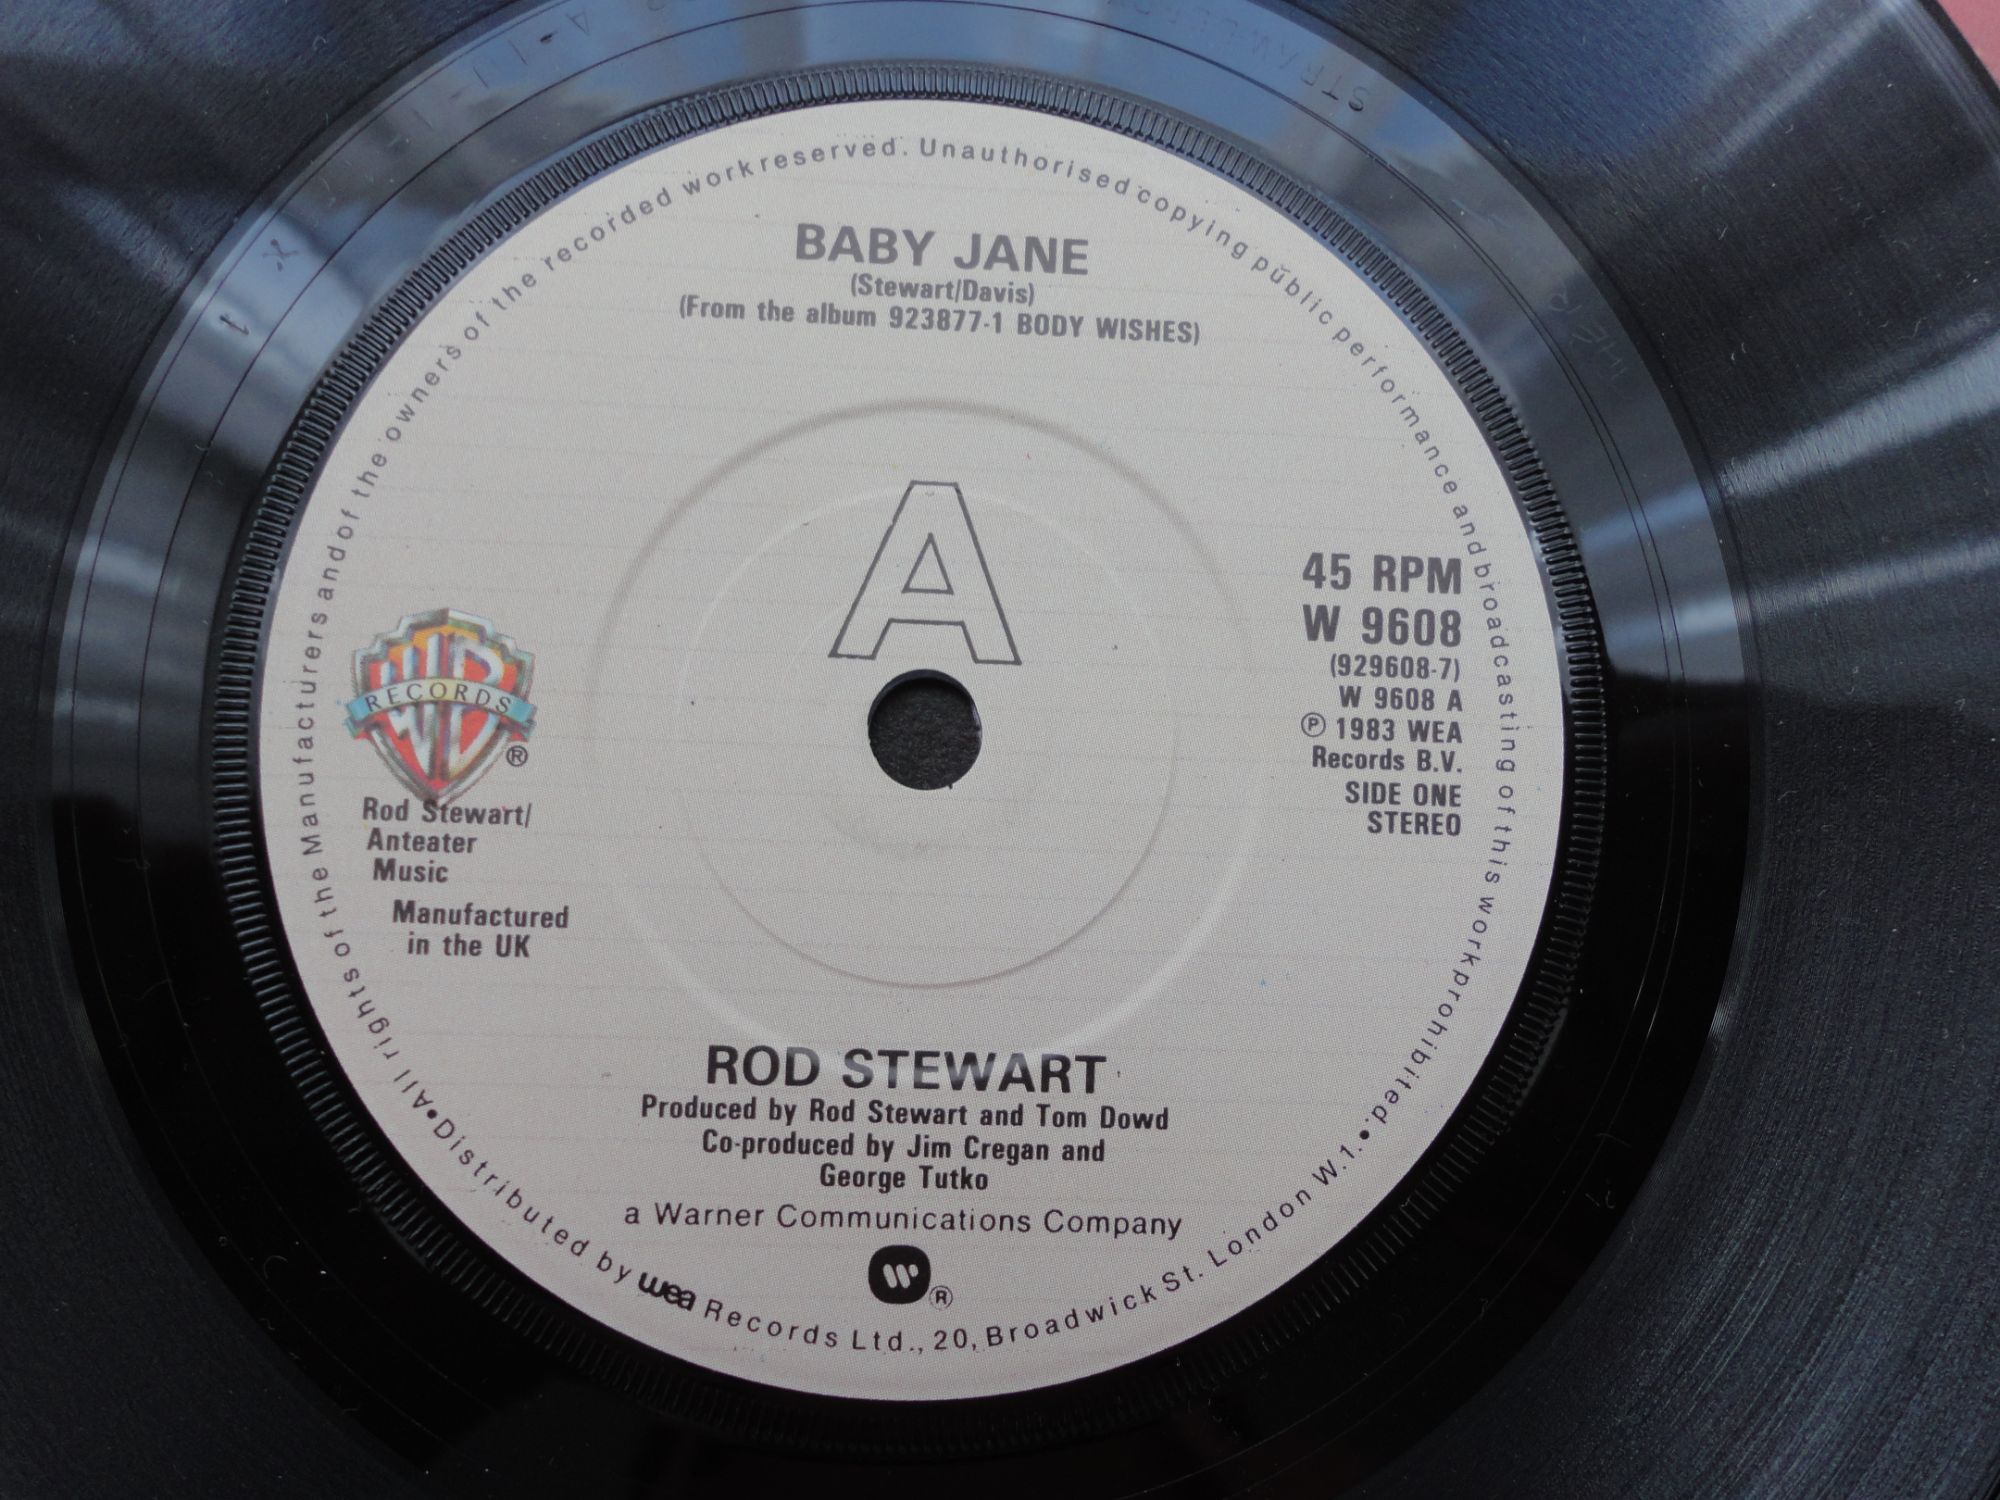 BABY JANE
(Stewart/Davis)
(From the album 923877-1 BODY WISHES)
A
45 RPM
W 9608
(929608-7)
W 9608 A
℗ 1983 WEA
Records B.V.
SIDE ONE
STEREO
WB
RECORDS
®
Rod Stewart/
Anteater
Music
Manufactured
in the UK
ROD STEWART
Produced by Rod Stewart and Tom Dowd
Co-produced by Jim Cregan and
George Tutko
a Warner Communications Company
W ®
All rights of the Manufacturers and of the owners of the recorded work reserved. Unauthorised copying public performance and broadcasting of this work prohibited.
• Distributed by wea Records Ltd., 20, Broadwick St. London W.1. •